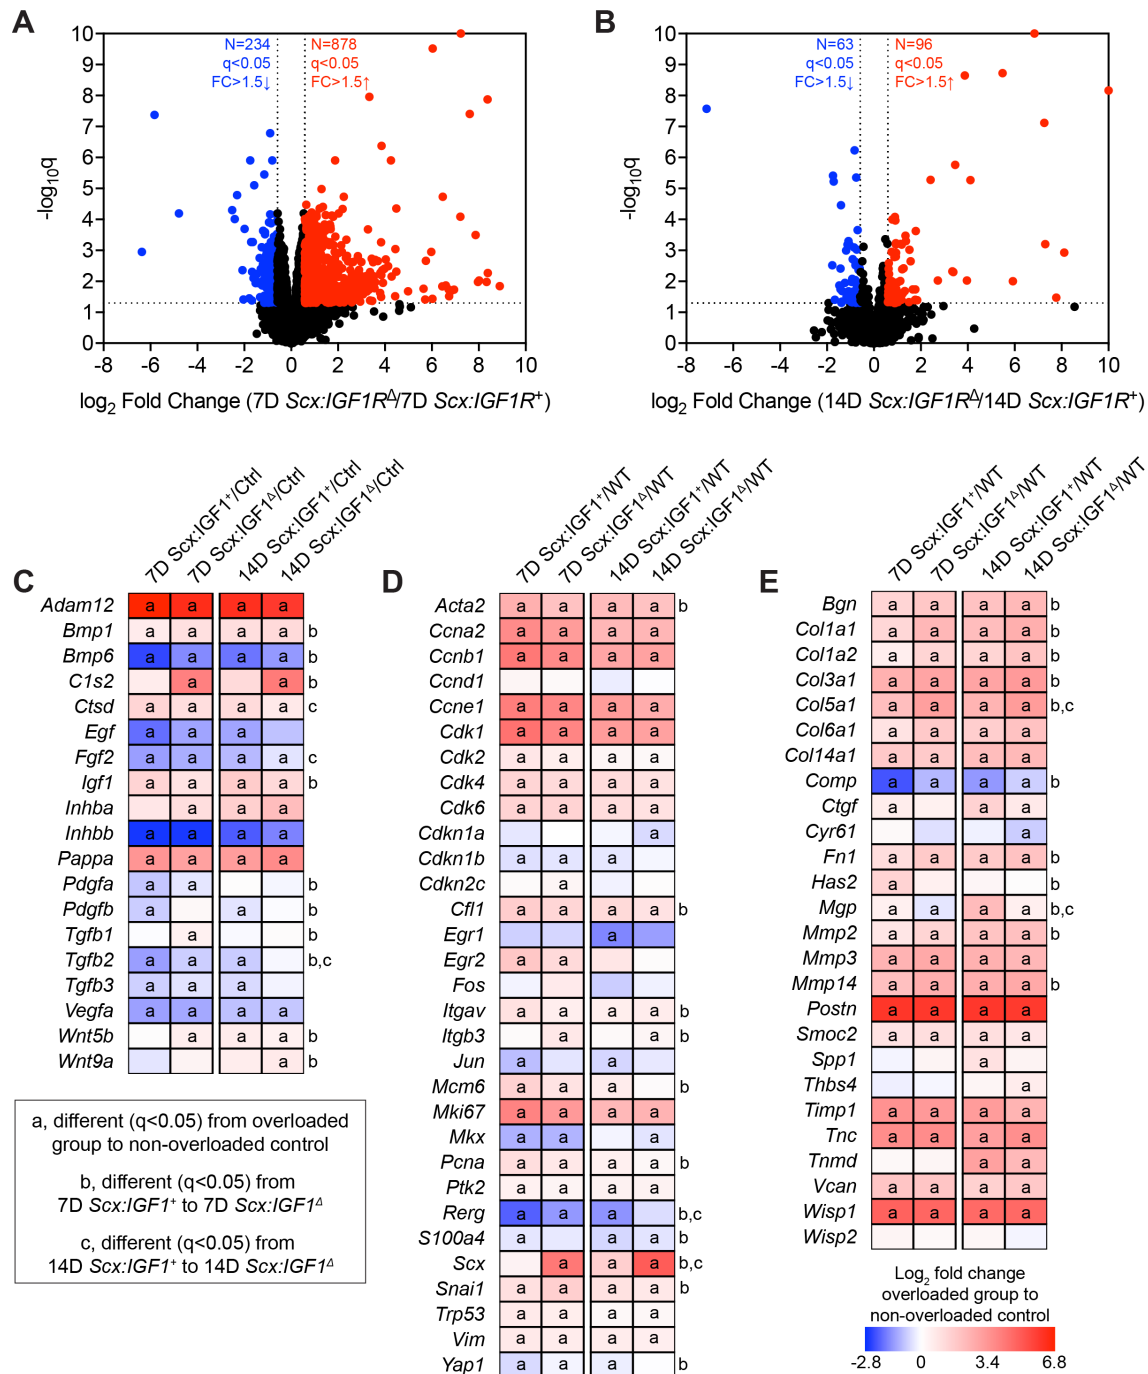 A
10
9
8
7
6
5
4
3
2
1
0
-log10q
N=234
q<0.05
FC>1.5↓
N=878
q<0.05
FC>1.5↑
-8 -6 -4 -2 0 2 4 6 8 10
log2 Fold Change (7D Scx:IGF1RΔ/7D Scx:IGF1R+)
B
10
9
8
7
6
5
4
3
2
1
0
-log10q
N=63
q<0.05
FC>1.5↓
N=96
q<0.05
FC>1.5↑
-8 -6 -4 -2 0 2 4 6 8 10
log2 Fold Change (14D Scx:IGF1RΔ/14D Scx:IGF1R+)
C
7D Scx:IGF1+/Ctrl
7D Scx:IGF1Δ/Ctrl
14D Scx:IGF1+/Ctrl
14D Scx:IGF1Δ/Ctrl
Adam12 a a a a
Bmp1 a a a a b
Bmp6 a a a a b
C1s2 a a b
Ctsd a a a a c
Egf a a a
Fgf2 a a a a c
Igf1 a a a a b
Inhba a a a
Inhbb a a a a
Pappa a a a a
Pdgfa a a b
Pdgfb a a b
Tgfb1 a b
Tgfb2 a a a b,c
Tgfb3 a a a
Vegfa a a a a
Wnt5b a a a b
Wnt9a a b
a, different (q<0.05) from overloaded
group to non-overloaded control
b, different (q<0.05) from
7D Scx:IGF1+ to 7D Scx:IGF1Δ
c, different (q<0.05) from
14D Scx:IGF1+ to 14D Scx:IGF1Δ
D
7D Scx:IGF1+/WT
7D Scx:IGF1Δ/WT
14D Scx:IGF1+/WT
14D Scx:IGF1Δ/WT
Acta2 a a a a b
Ccna2 a a a a
Ccnb1 a a a a
Ccnd1
Ccne1 a a a a
Cdk1 a a a a
Cdk2 a a a a
Cdk4 a a a a
Cdk6 a a a a
Cdkn1a a
Cdkn1b a a a
Cdkn2c a
Cfl1 a a a a b
Egr1 a
Egr2 a a
Fos
Itgav a a a a b
Itgb3 a a b
Jun a a
Mcm6 a a a b
Mki67 a a a a
Mkx a a a
Pcna a a a a b
Ptk2 a a a a
Rerg a a a b,c
S100a4 a a a b
Scx a a a b,c
Snai1 a a a a b
Trp53 a a a a
Vim a a a a
Yap1 a a a b
E
7D Scx:IGF1+/WT
7D Scx:IGF1Δ/WT
14D Scx:IGF1+/WT
14D Scx:IGF1Δ/WT
Bgn a a a a b
Col1a1 a a a a b
Col1a2 a a a a b
Col3a1 a a a a b
Col5a1 a a a a b,c
Col6a1 a a a a
Col14a1 a a a a
Comp a a a a b
Ctgf a a a
Cyr61 a
Fn1 a a a a b
Has2 a b
Mgp a a a a b,c
Mmp2 a a a a b
Mmp3 a a a a
Mmp14 a a a a b
Postn a a a a
Smoc2 a a a a
Spp1 a
Thbs4 a
Timp1 a a a a
Tnc a a a a
Tnmd a a
Vcan a a a a
Wisp1 a a a a
Wisp2
Log2 fold change
overloaded group to
non-overloaded control
-2.8 0 3.4 6.8